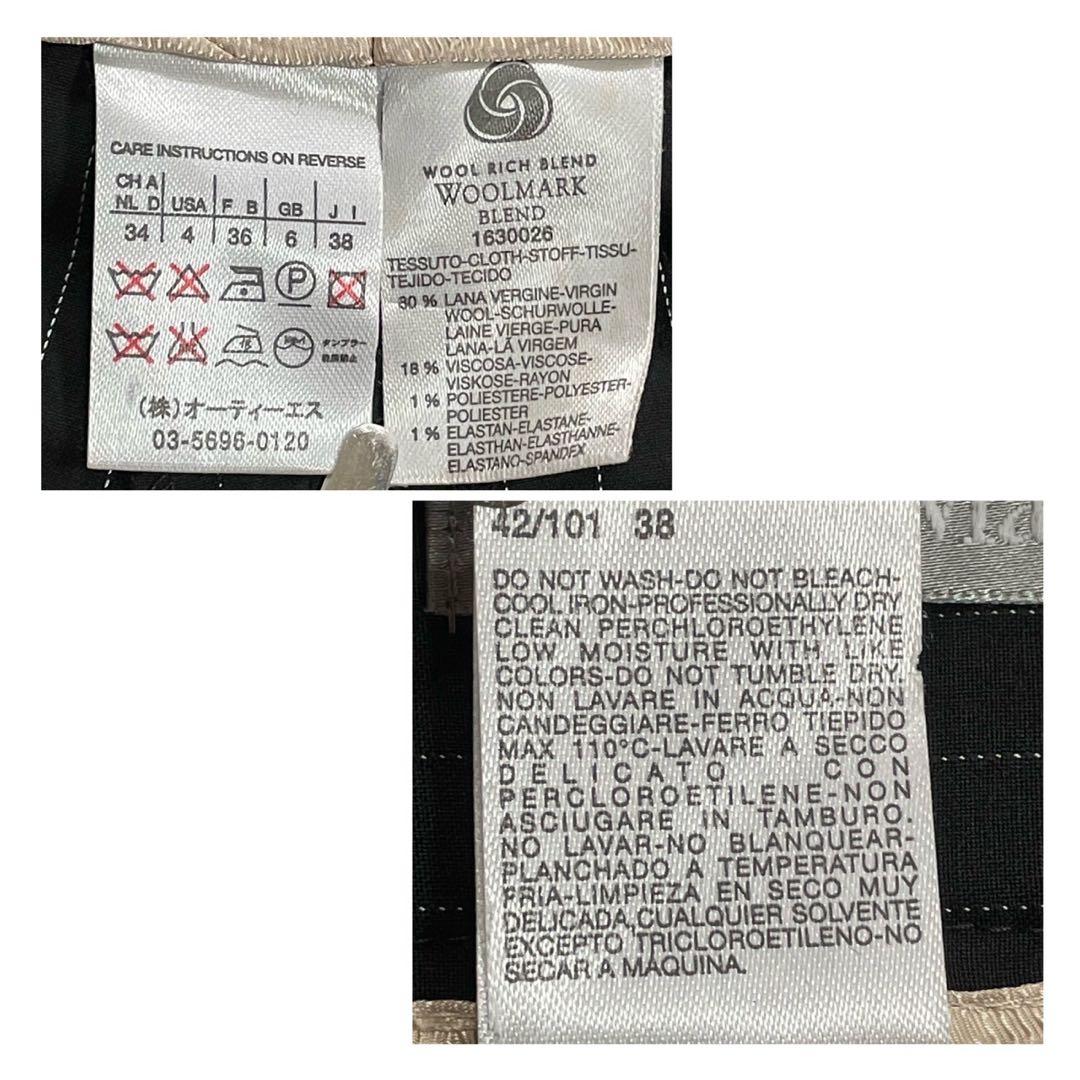 CARE INSTRUCTIONS ON REVERSE
CH A USA F B GB J I
NL D
34 4 36 6 38
P
(株)オーティーエス
03-5696-0120
WOOL RICH BLEND
WOOLMARK
BLEND
1630026
TESSUTO-CLOTH-STOFF-TISSU-
TEJIDO-TECIDO
80 % LANA VERGINE-VIRGIN
WOOL-SCHURWOLLE-
LAINE VIERGE-PURA
LANA-LÃ VIRGEM
18 % VISCOSA-VISCOSE-
VISKOSE-RAYON
1 % POLIESTERE-POLYESTER-
POLIESTER
1 % ELASTAN-ELASTANE-
ELASTHAN-ELASTHANNE-
ELASTANO-SPANDEX
42/101 38
DO NOT WASH-DO NOT BLEACH-
COOL IRON-PROFESSIONALLY DRY
CLEAN PERCHLOROETHYLENE
LOW MOISTURE WITH LIKE
COLORS-DO NOT TUMBLE DRY.
NON LAVARE IN ACQUA-NON
CANDEGGIARE-FERRO TIEPIDO
MAX 110°C-LAVARE A SECCO
DELICATO CON
PERCLOROETILENE-NON
ASCIUGARE IN TAMBURO.
NO LAVAR-NO BLANQUEAR-
PLANCHADO A TEMPERATURA
FRIA-LIMPIEZA EN SECO MUY
DELICADA,CUALQUIER SOLVENTE
EXCEPTO TRICLOROETILENO-NO
SECAR A MAQUINA.